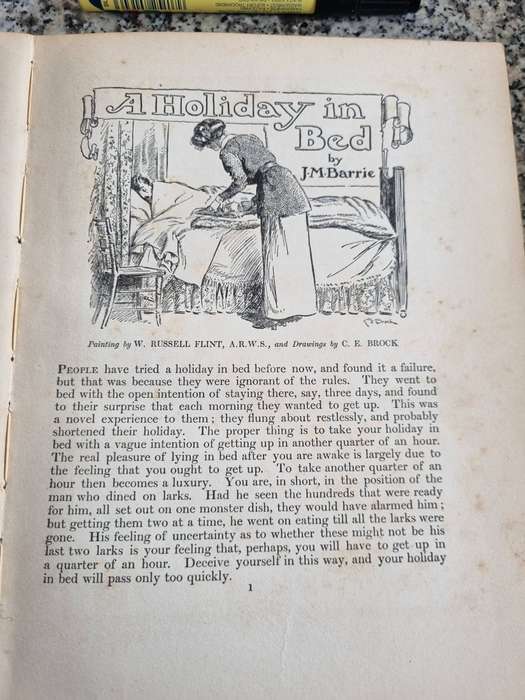 A Holiday in
Bed
by
J.M. Barrie
Painting by W. RUSSELL FLINT, A.R.W.S., and Drawings by C. E. BROCK
PEOPLE have tried a holiday in bed before now, and found it a failure,
but that was because they were ignorant of the rules. They went to
bed with the open intention of staying there, say, three days, and found
to their surprise that each morning they wanted to get up. This was
a novel experience to them; they flung about restlessly, and probably
shortened their holiday. The proper thing is to take your holiday in
bed with a vague intention of getting up in another quarter of an hour.
The real pleasure of lying in bed after you are awake is largely due to
the feeling that you ought to get up. To take another quarter of an
hour then becomes a luxury. You are, in short, in the position of the
man who dined on larks. Had he seen the hundreds that were ready
for him, all set out on one monster dish, they would have alarmed him;
but getting them two at a time, he went on eating till all the larks were
gone. His feeling of uncertainty as to whether these might not be his
last two larks is your feeling that, perhaps, you will have to get up in
a quarter of an hour. Deceive yourself in this way, and your holiday
in bed will pass only too quickly.
1